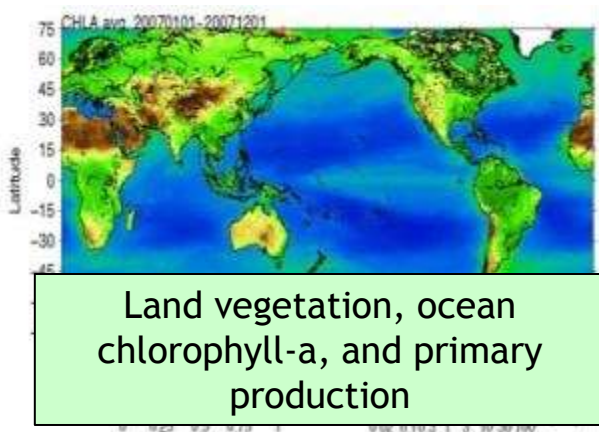 CHLA avg. 20070101-20071201
75
60
45
30
15
0
-15
-30
-45
Latitude
Land vegetation, ocean
chlorophyll-a, and primary
production